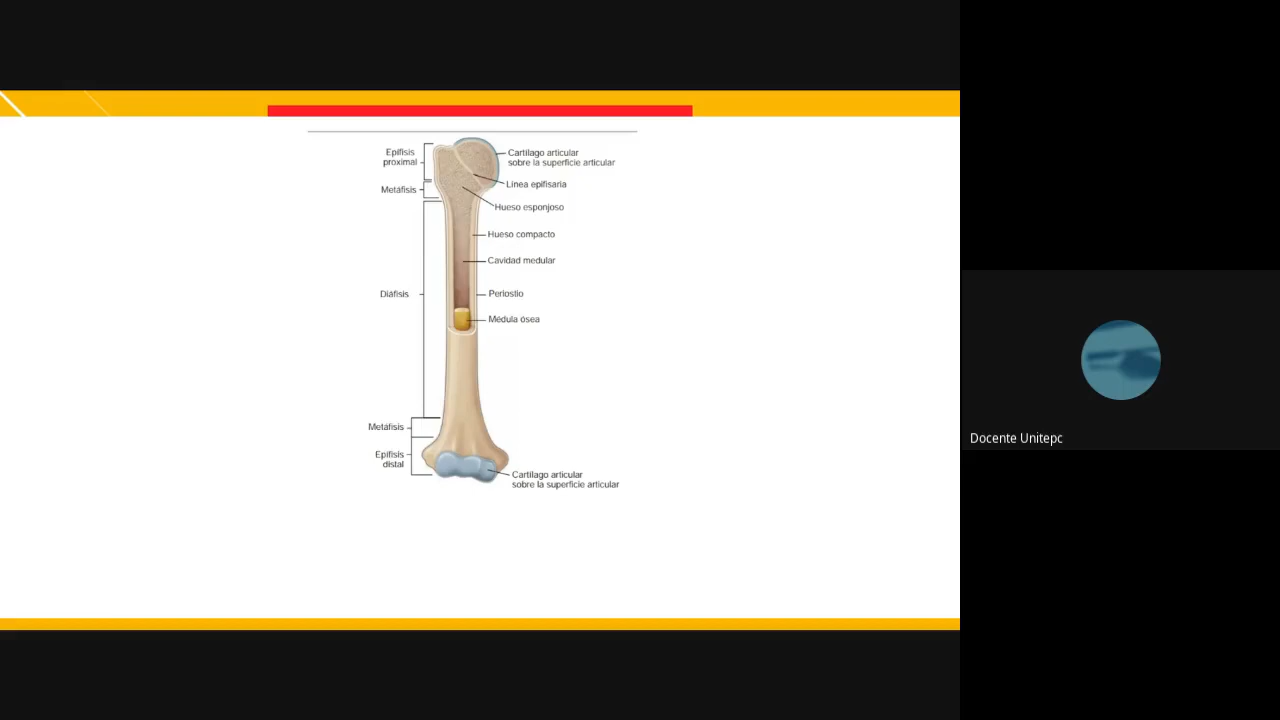 Epífisis
proximal
Metáfisis
Diáfisis
Metáfisis
Epífisis
distal
Cartílago articular
sobre la superficie articular
Línea epifisaria
Hueso esponjoso
Hueso compacto
Cavidad medular
Periostio
Médula ósea
Cartílago articular
sobre la superficie articular
Docente Unitepc